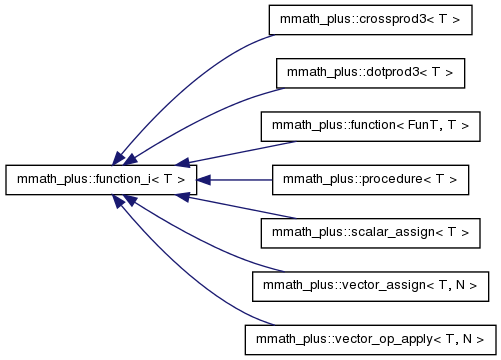 mmath_plus::crossprod3< T >
mmath_plus::dotprod3< T >
mmath_plus::function< FunT, T >
mmath_plus::function_i< T >
mmath_plus::procedure< T >
mmath_plus::scalar_assign< T >
mmath_plus::vector_assign< T, N >
mmath_plus::vector_op_apply< T, N >